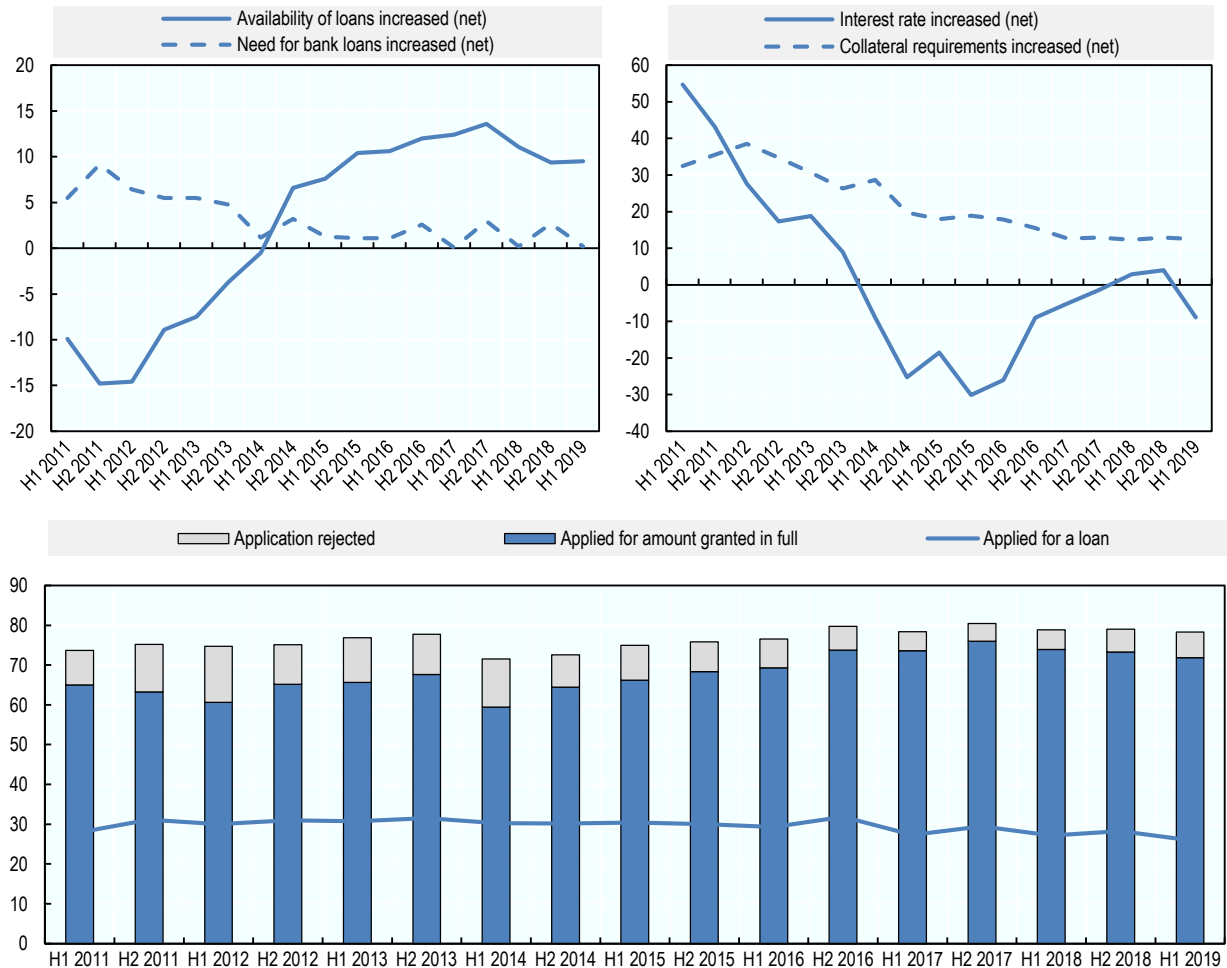 Availability of loans increased (net)
Need for bank loans increased (net)
20
15
10
5
0
-5
-10
-15
-20
H1 2011
H2 2011
H1 2012
H2 2012
H1 2013
H2 2013
H1 2014
H2 2014
H1 2015
H2 2015
H1 2016
H2 2016
H1 2017
H2 2017
H1 2018
H2 2018
H1 2019
Interest rate increased (net)
Collateral requirements increased (net)
60
50
40
30
20
10
0
-10
-20
-30
-40
H1 2011
H2 2011
H1 2012
H2 2012
H1 2013
H2 2013
H1 2014
H2 2014
H1 2015
H2 2015
H1 2016
H2 2016
H1 2017
H2 2017
H1 2018
H2 2018
H1 2019
Application rejected Applied for amount granted in full Applied for a loan
90
80
70
60
50
40
30
20
10
0
H1 2011 H2 2011 H1 2012 H2 2012 H1 2013 H2 2013 H1 2014 H2 2014 H1 2015 H2 2015 H1 2016 H2 2016 H1 2017 H2 2017 H1 2018 H2 2018 H1 2019